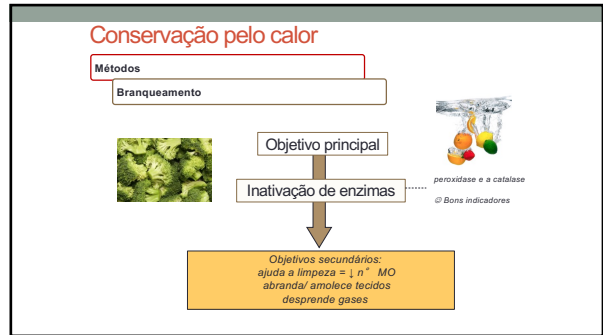 Conservação pelo calor
Métodos
Branqueamento
Objetivo principal
Inativação de enzimas
peroxidase e a catalase
☺ Bons indicadores
Objetivos secundários:
ajuda a limpeza = ↓ n° MO
abranda/ amolece tecidos
desprende gases